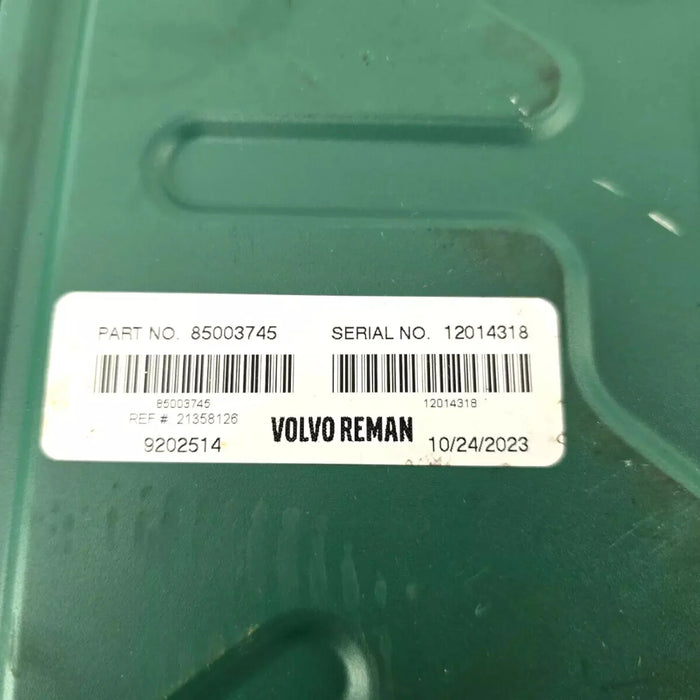 PART NO. 85003745 SERIAL NO. 12014318
85003745 12014318
REF # 21358126
9202514 VOLVO REMAN 10/24/2023